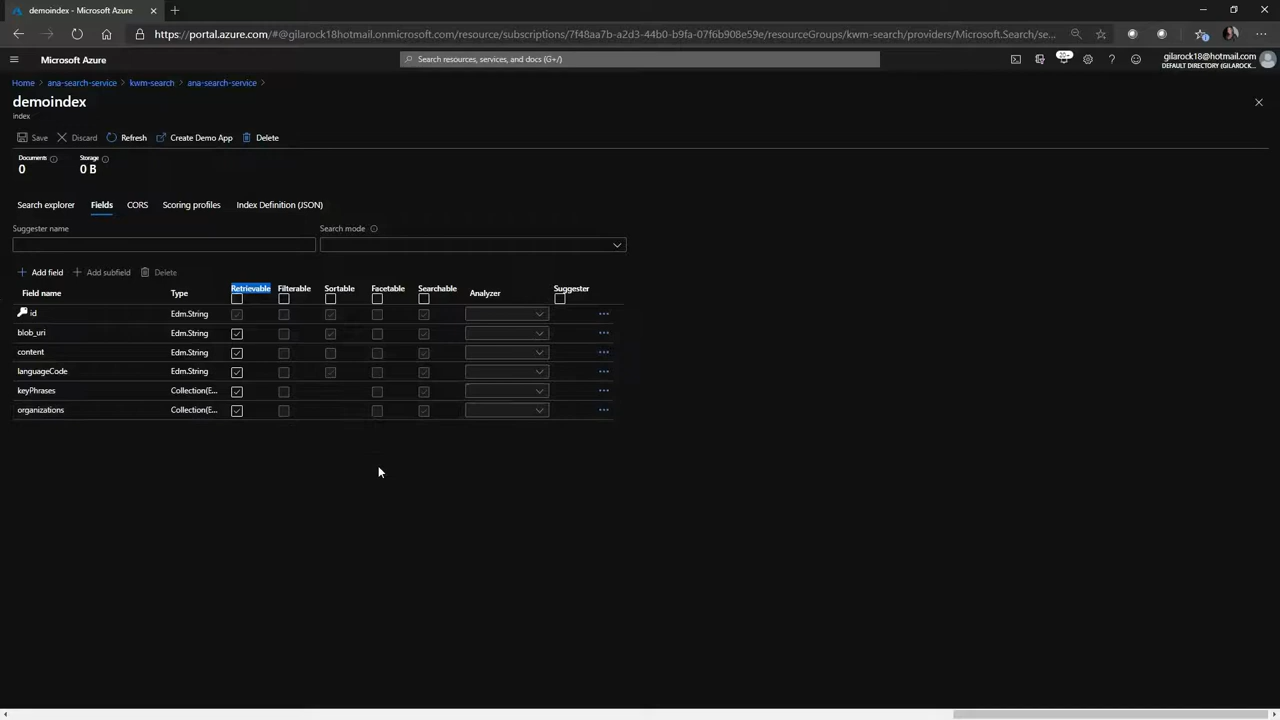 demoindex - Microsoft Azure
https://portal.azure.com/#@gilarock18hotmail.onmicrosoft.com/resource/subscriptions/7f48aa7b-a2d3-44b0-b9fa-07f6b908e59e/resourceGroups/kwm-search/providers/Microsoft.Search/se...
Microsoft Azure
Search resources, services, and docs (G+/)
20+
gilarock18@hotmail.com
DEFAULT DIRECTORY (GILAROCK...
Home > ana-search-service > kwm-search > ana-search-service >
demoindex
index
Save Discard Refresh Create Demo App Delete
Documents Storage
0 0 B
Search explorer Fields CORS Scoring profiles Index Definition (JSON)
Suggester name Search mode
Add field Add subfield Delete
Field name Type Retrievable Filterable Sortable Facetable Searchable Analyzer Suggester
id Edm.String
blob_uri Edm.String
content Edm.String
languageCode Edm.String
keyPhrases Collection(E...
organizations Collection(E...